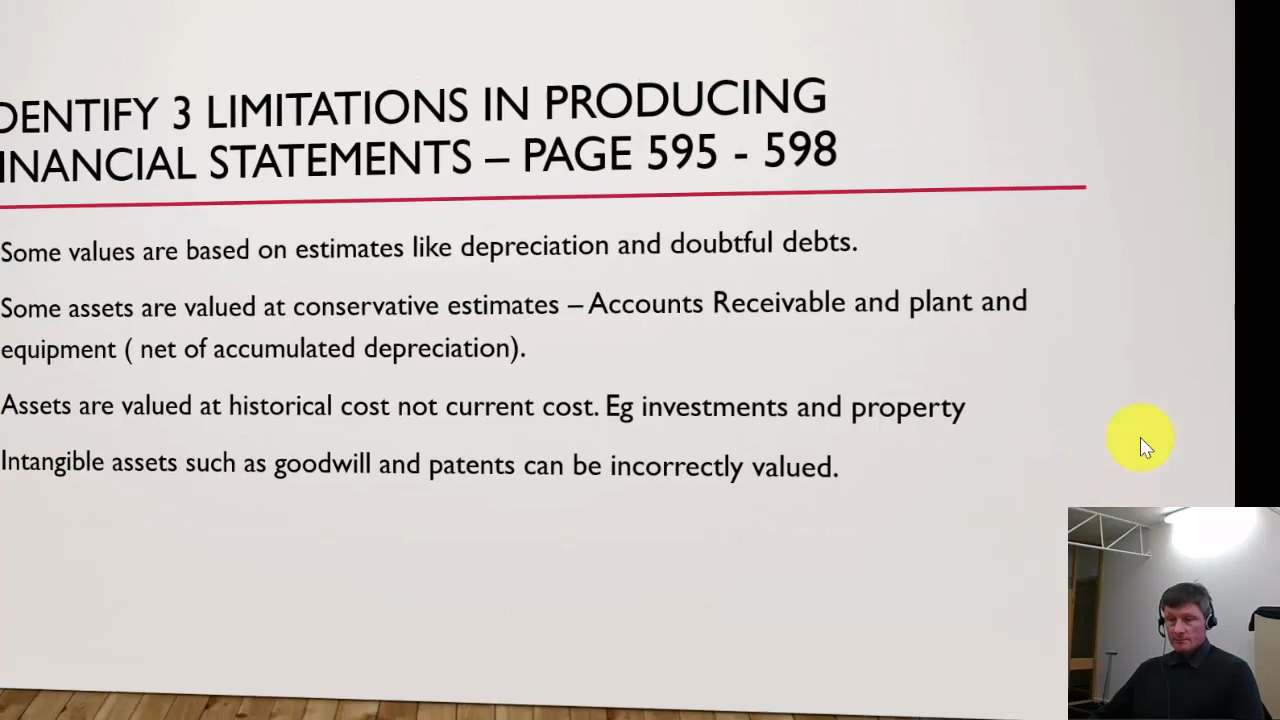 DENTIFY 3 LIMITATIONS IN PRODUCING
INANCIAL STATEMENTS – PAGE 595 - 598
Some values are based on estimates like depreciation and doubtful debts.
Some assets are valued at conservative estimates – Accounts Receivable and plant and
equipment ( net of accumulated depreciation).
Assets are valued at historical cost not current cost. Eg investments and property
Intangible assets such as goodwill and patents can be incorrectly valued.